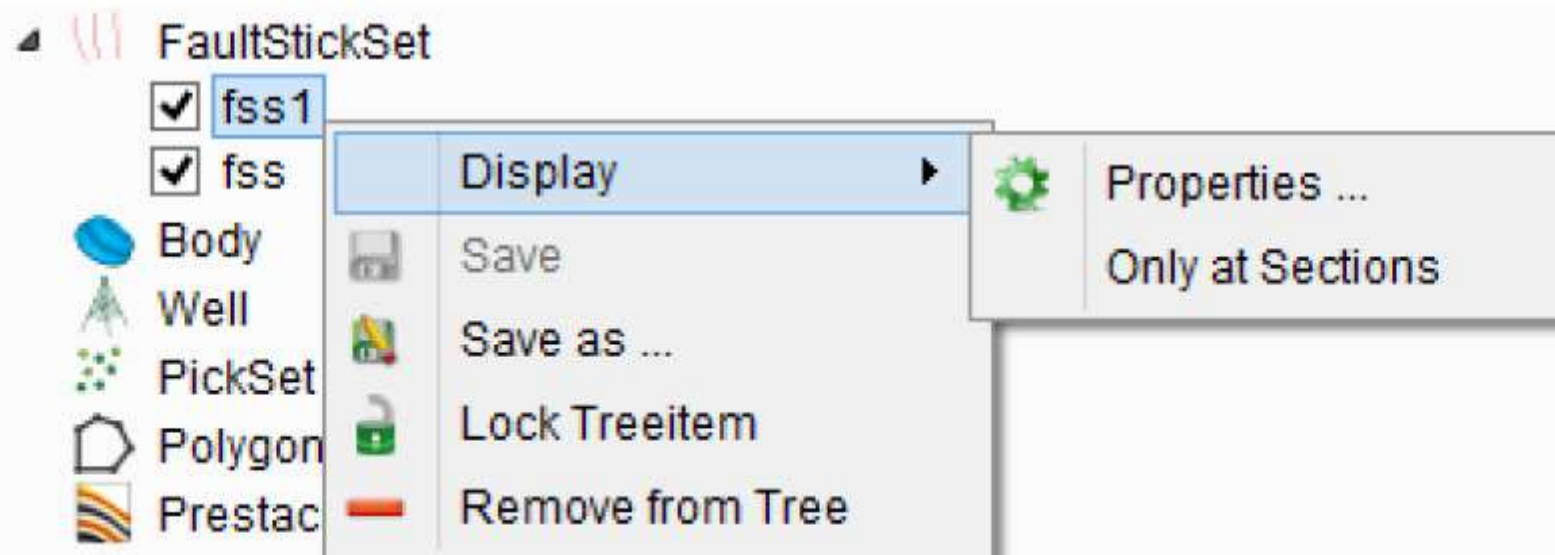 FaultStickSet
fss1
fss
Body
Well
PickSet
Polygon
Prestac
Display
Save
Save as ...
Lock Treeitem
Remove from Tree
Properties ...
Only at Sections